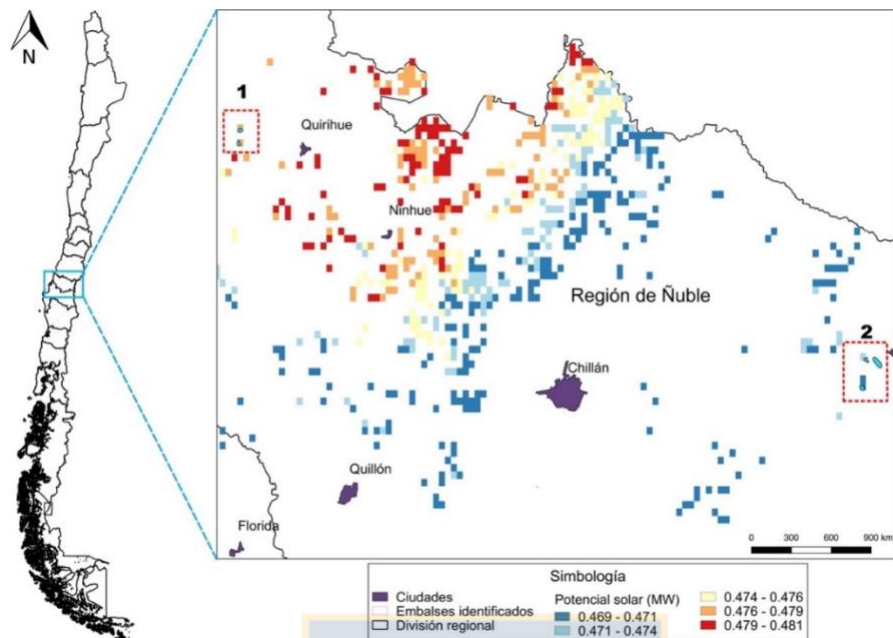 N
1
Quirihue
Ninhue
Región de Ñuble
2
Chillán
Quillón
Florida
0 300 600 900 km
Simbología
Ciudades
Embalses identificados
División regional
Potencial solar (MW)
0.469 - 0.471
0.471 - 0.474
0.474 - 0.476
0.476 - 0.479
0.479 - 0.481